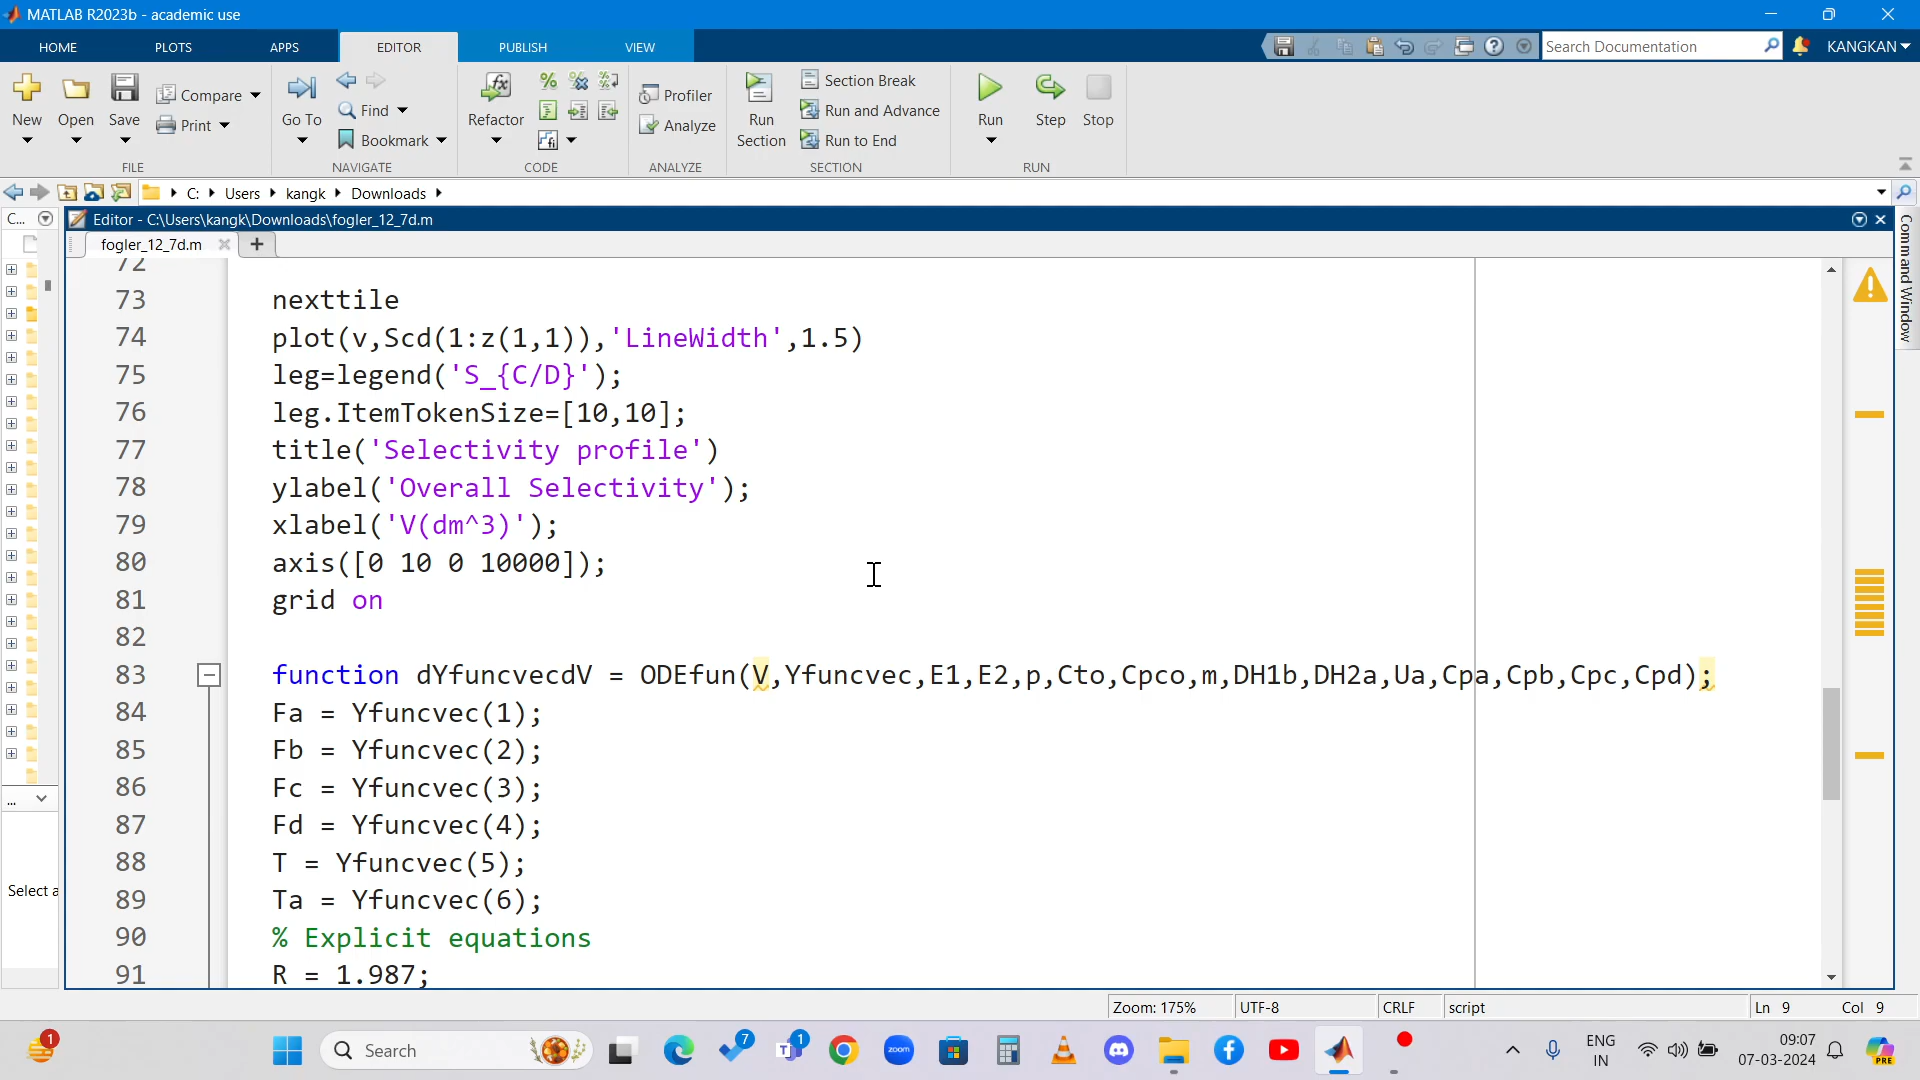 MATLAB R2023b - academic use
HOME PLOTS APPS EDITOR PUBLISH VIEW
Search Documentation
KANGKAN
New Open Save
Compare
Print
FILE
Go To
Find
Bookmark
NAVIGATE
Refactor
CODE
Profiler
Analyze
ANALYZE
Run Section
Section Break
Run and Advance
Run to End
SECTION
Run Step Stop
RUN
C: Users kangk Downloads
C...
Editor - C:\Users\kangk\Downloads\fogler_12_7d.m
fogler_12_7d.m
Command Window
72
73 nexttile
74 plot(v,Scd(1:z(1,1)),'LineWidth',1.5)
75 leg=legend('S_{C/D}');
76 leg.ItemTokenSize=[10,10];
77 title('Selectivity profile')
78 ylabel('Overall Selectivity');
79 xlabel('V(dm^3)');
80 axis([0 10 0 10000]);
81 grid on
82
83 function dYfuncvecdV = ODEfun(V,Yfuncvec,E1,E2,p,Cto,Cpco,m,DH1b,DH2a,Ua,Cpa,Cpb,Cpc,Cpd);
84 Fa = Yfuncvec(1);
85 Fb = Yfuncvec(2);
86 Fc = Yfuncvec(3);
87 Fd = Yfuncvec(4);
88 T = Yfuncvec(5);
89 Ta = Yfuncvec(6);
90 % Explicit equations
91 R = 1.987;
...
Select a
Zoom: 175% UTF-8 CRLF script Ln 9 Col 9
1
Search
7
1
zoom
ENG
IN
09:07
07-03-2024
PRE